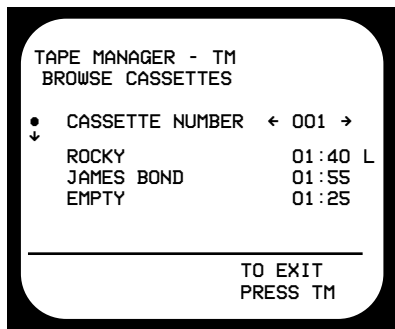 TAPE MANAGER - TM
BROWSE CASSETTES
● CASSETTE NUMBER ← 001 →
↓
ROCKY 01:40 L
JAMES BOND 01:55
EMPTY 01:25
TO EXIT
PRESS TM